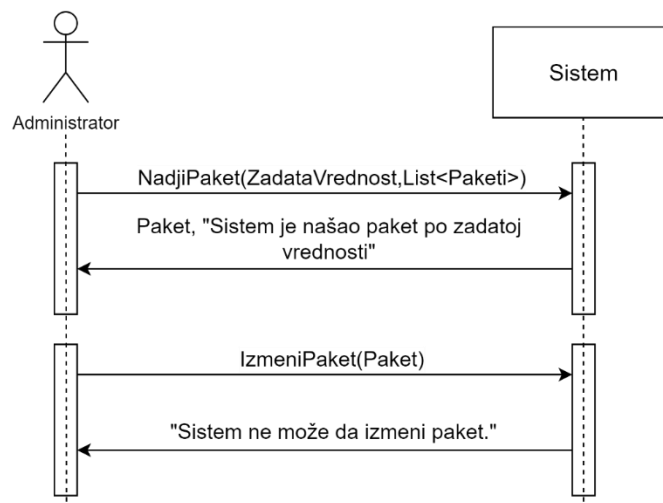 Sistem
Administrator
NadjiPaket(ZadataVrednost,List<Paketi>)
Paket, "Sistem je našao paket po zadatoj
vrednosti"
IzmeniPaket(Paket)
"Sistem ne može da izmeni paket."